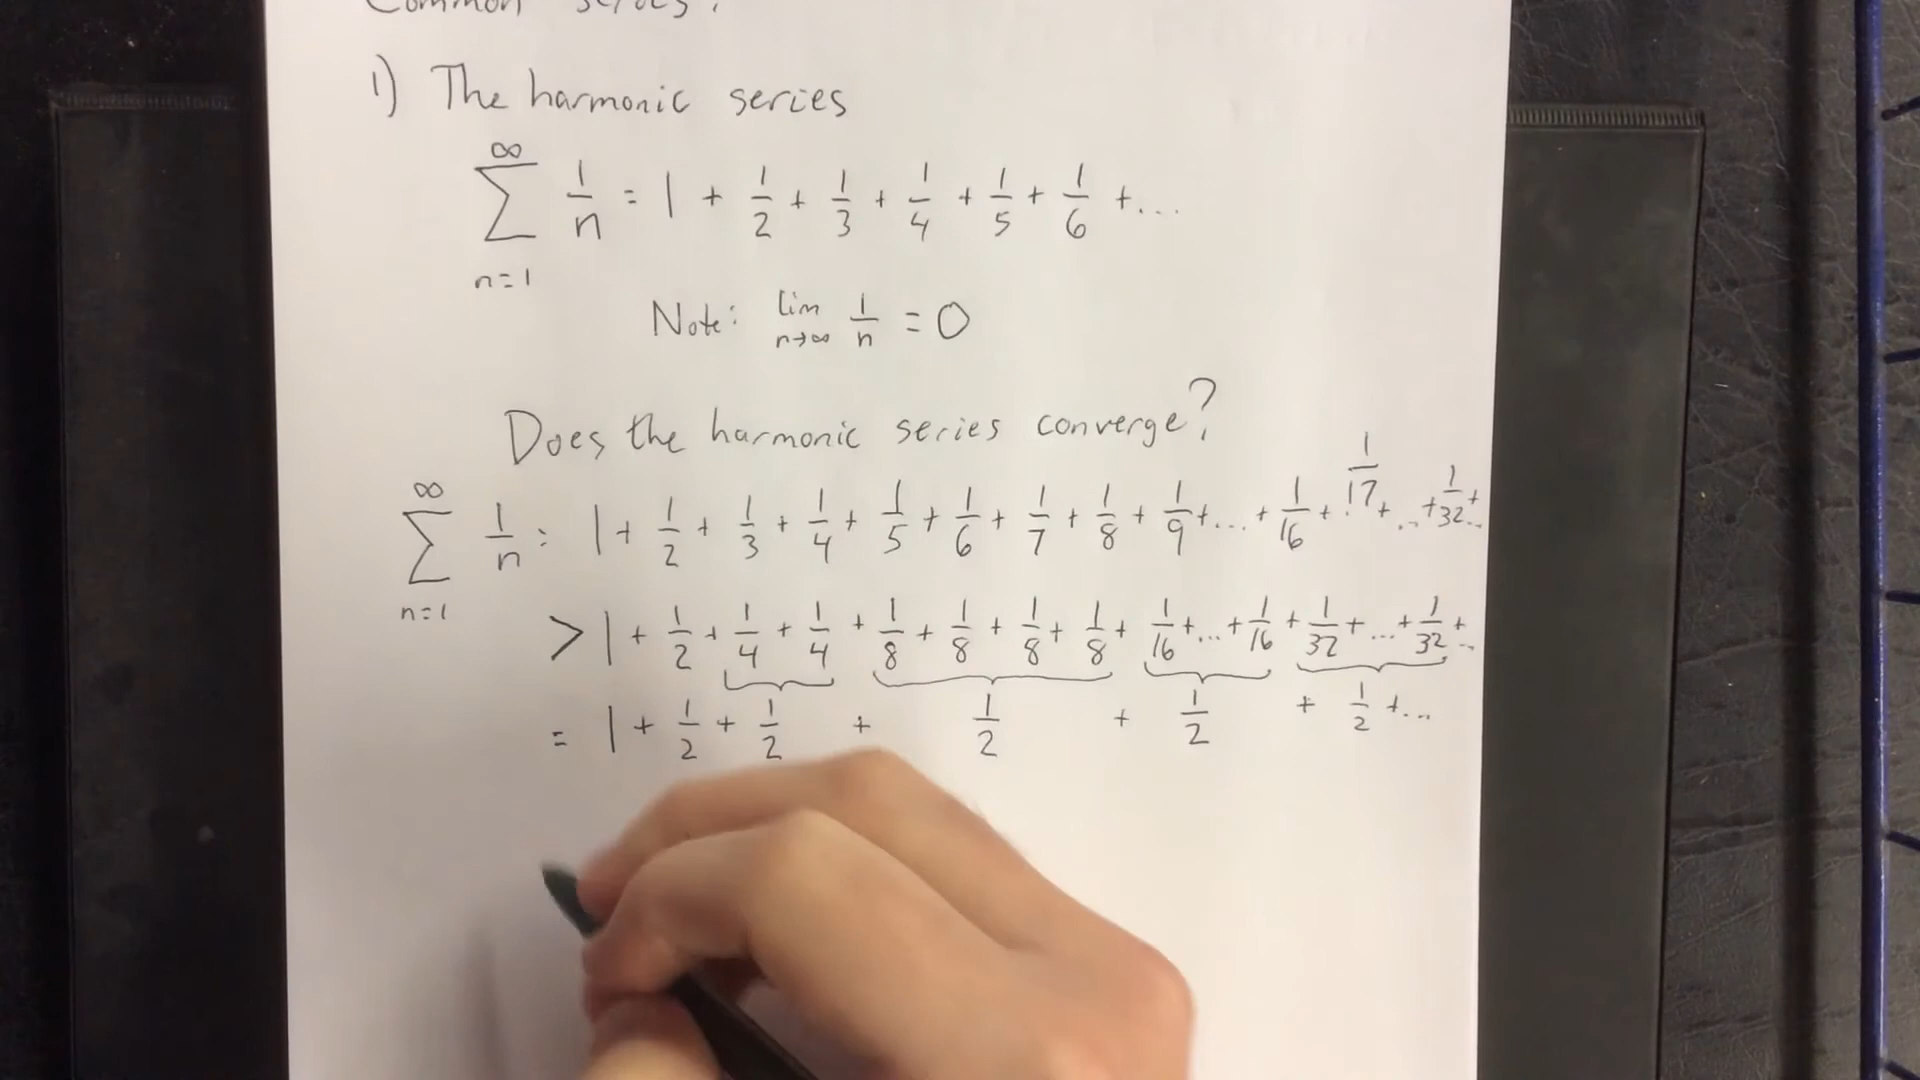 Common series:
1) The harmonic series
∞
∑ 1/n = 1 + 1/2 + 1/3 + 1/4 + 1/5 + 1/6 + ...
n=1
Note: lim n→∞ 1/n = 0
Does the harmonic series converge?
∞
∑ 1/n = 1 + 1/2 + 1/3 + 1/4 + 1/5 + 1/6 + 1/7 + 1/8 + 1/9 + ... + 1/16 + 1/17 + ... + 1/32 + ...
n=1
> 1 + 1/2 + 1/4 + 1/4 + 1/8 + 1/8 + 1/8 + 1/8 + 1/16 + ... + 1/16 + 1/32 + ... + 1/32 + ...
= 1 + 1/2 + 1/2 + 1/2 + 1/2 + 1/2 + ...